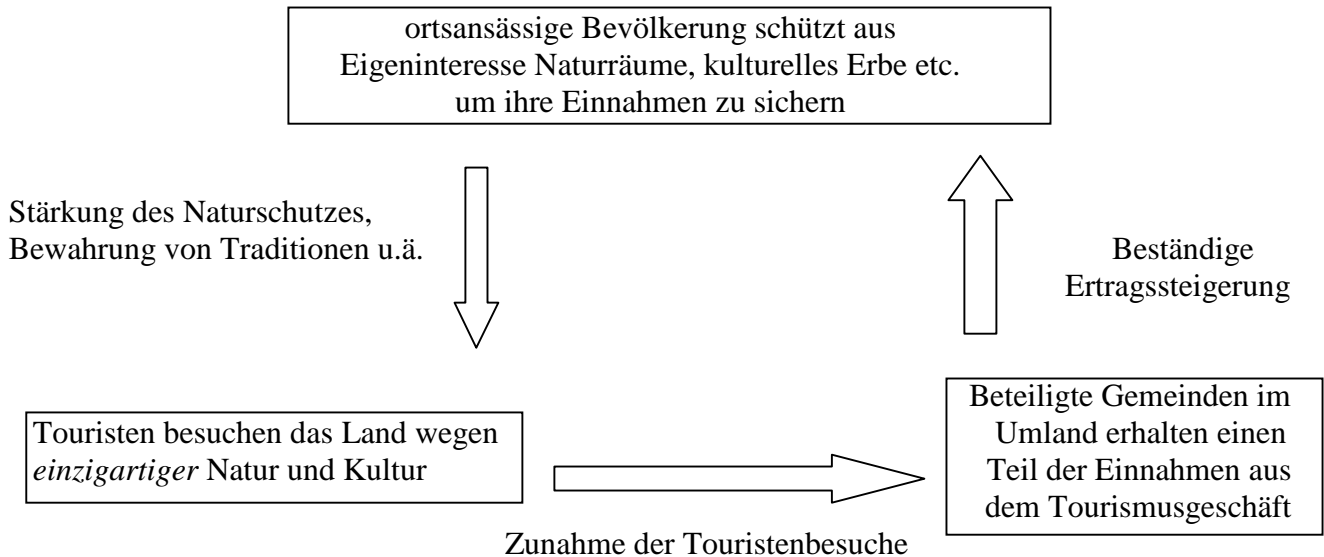 ortsansässige Bevölkerung schützt aus
Eigeninteresse Naturräume, kulturelles Erbe etc.
um ihre Einnahmen zu sichern
Stärkung des Naturschutzes,
Bewahrung von Traditionen u.ä.
Beständige
Ertragssteigerung
Touristen besuchen das Land wegen
einzigartiger Natur und Kultur
Beteiligte Gemeinden im
Umland erhalten einen
Teil der Einnahmen aus
dem Tourismusgeschäft
Zunahme der Touristenbesuche